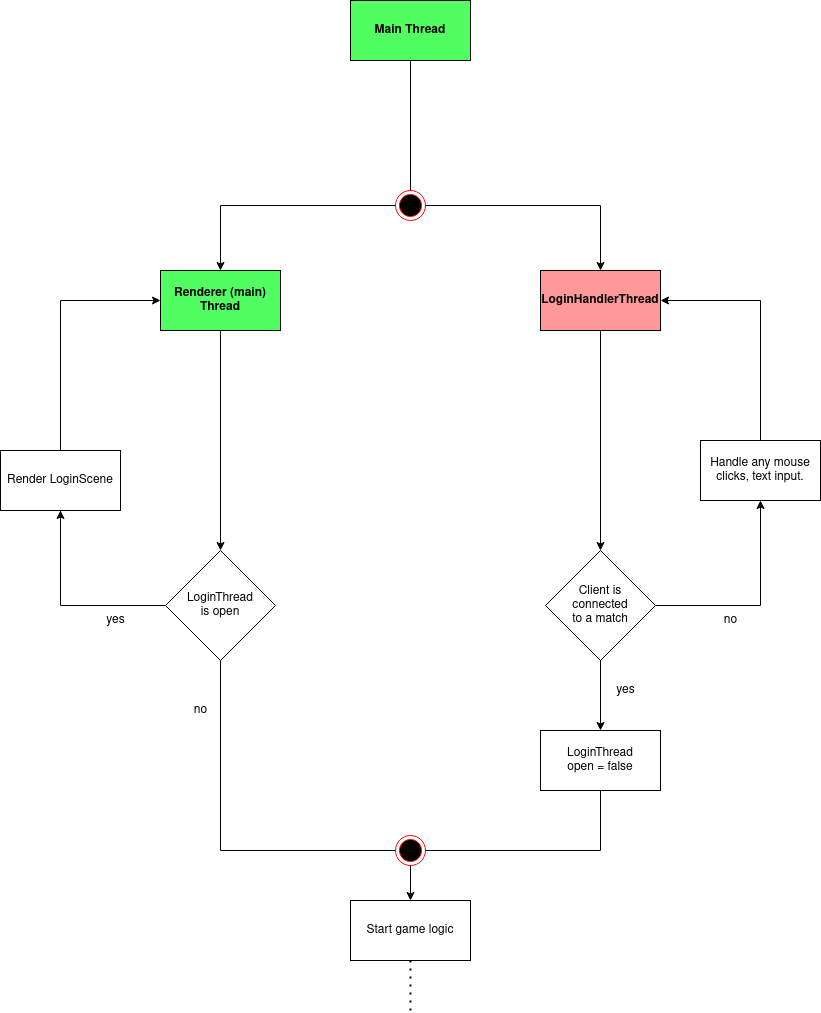 Main Thread
Renderer (main)
Thread
LoginHandlerThread
Render LoginScene
Handle any mouse
clicks, text input.
LoginThread
is open
Client is
connected
to a match
yes
no
no
yes
LoginThread
open = false
Start game logic